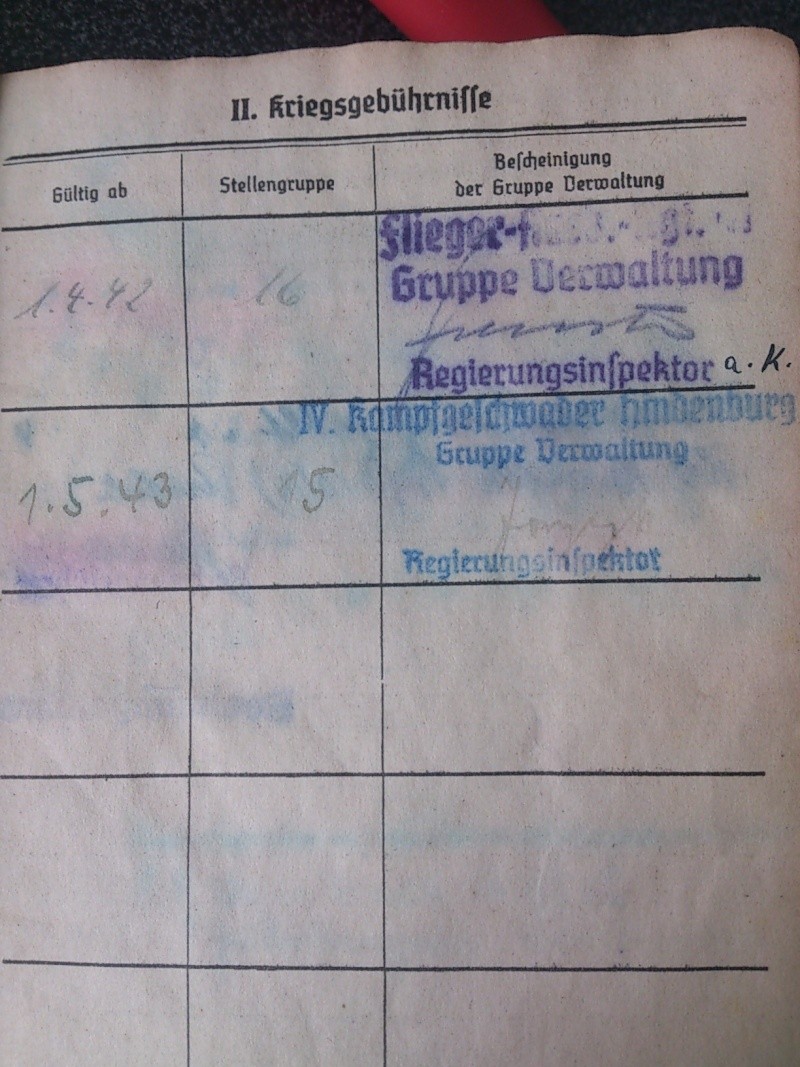 II. Kriegsgebührnisse
Gültig ab
Stellengruppe
Bescheinigung
der Gruppe Verwaltung
1.4.42
16
Flieger-
Gruppe Verwaltung
Regierungsinspektor a. K.
1.5.43
15
IV. Kampfgeschwader Hindenburg
Gruppe Verwaltung
Regierungsinspektor